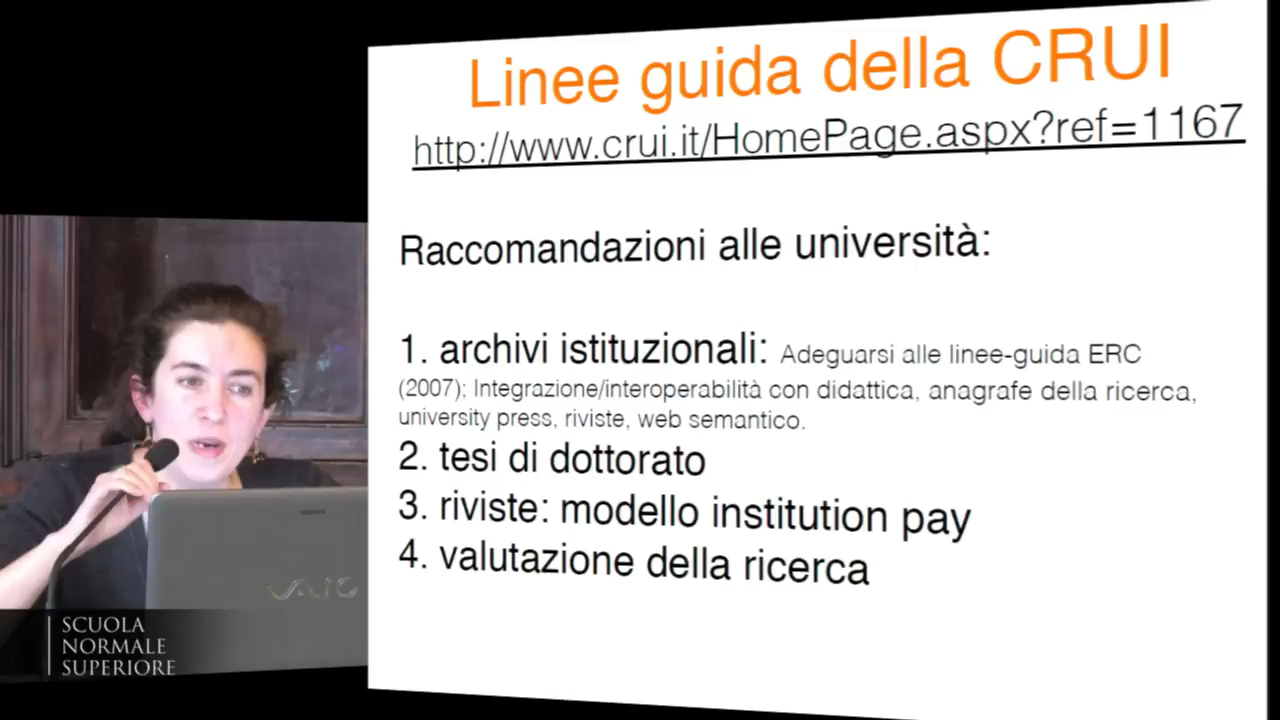 Linee guida della CRUI
http://www.crui.it/HomePage.aspx?ref=1167
Raccomandazioni alle università:
1. archivi istituzionali: Adeguarsi alle linee-guida ERC
(2007); Integrazione/interoperabilità con didattica, anagrafe della ricerca,
university press, riviste, web semantico.
2. tesi di dottorato
3. riviste: modello institution pay
4. valutazione della ricerca
SONY
VAIO
SCUOLA
NORMALE
SUPERIORE